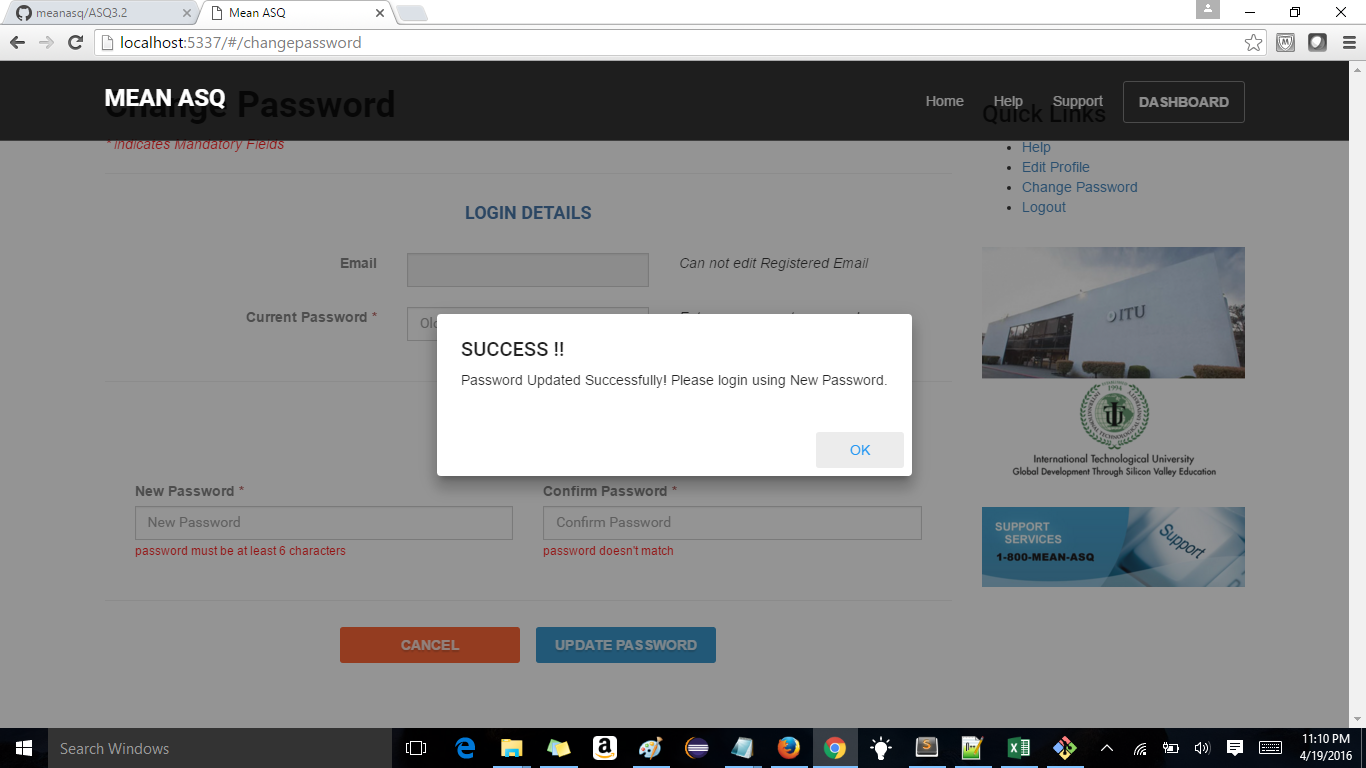 meanasq/ASQ3.2
Mean ASQ
localhost:5337/#/changepassword
MEAN ASQ
Change Password
Home
Help
Support
DASHBOARD
* Indicates Mandatory Fields
Quick Links
Help
Edit Profile
Change Password
Logout
LOGIN DETAILS
Email
Can not edit Registered Email
Current Password *
SUCCESS !!
Password Updated Successfully! Please login using New Password.
OK
New Password *
New Password
password must be at least 6 characters
Confirm Password *
Confirm Password
password doesn't match
CANCEL
UPDATE PASSWORD
ITU
1994
International Technological University
Global Development Through Silicon Valley Education
SUPPORT
SERVICES
1-800-MEAN-ASQ
Support
Search Windows
11:10 PM
4/19/2016